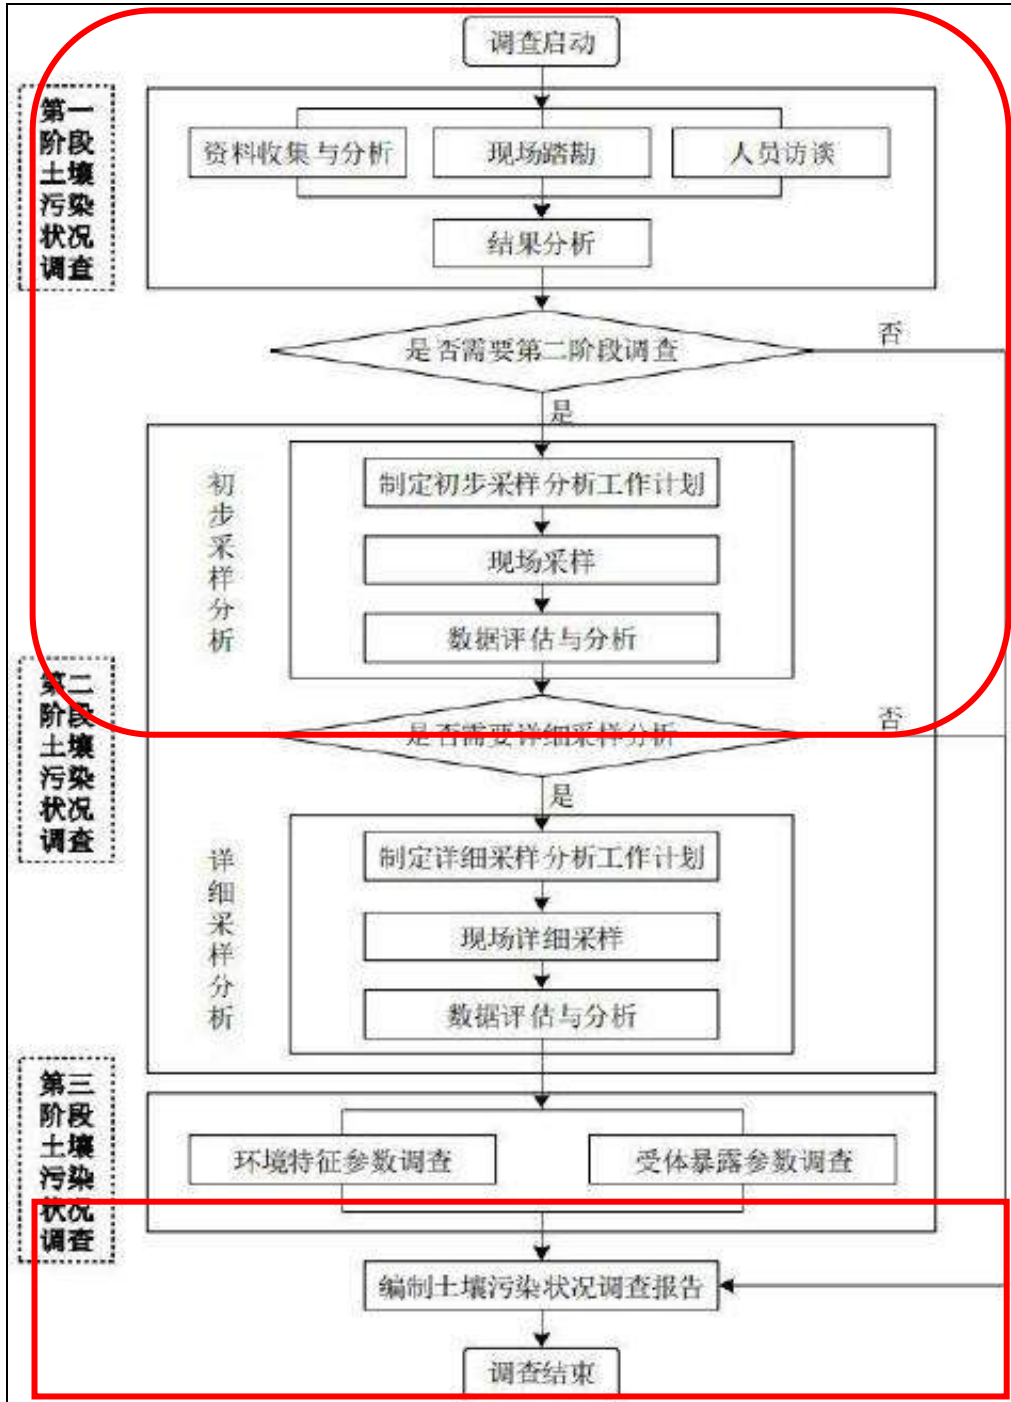 调查启动
第一
阶段
土壤
污染
状况
调查
资料收集与分析
现场踏勘
人员访谈
结果分析
是否需要第二阶段调查
否
是
初
步
采
样
分
析
制定初步采样分析工作计划
现场采样
数据评估与分析
第二
阶段
土壤
污染
状况
调查
是否需要详细采样分析
否
是
详
细
采
样
分
析
制定详细采样分析工作计划
现场详细采样
数据评估与分析
第三
阶段
土壤
污染
状况
调查
环境特征参数调查
受体暴露参数调查
编制土壤污染状况调查报告
调查结束